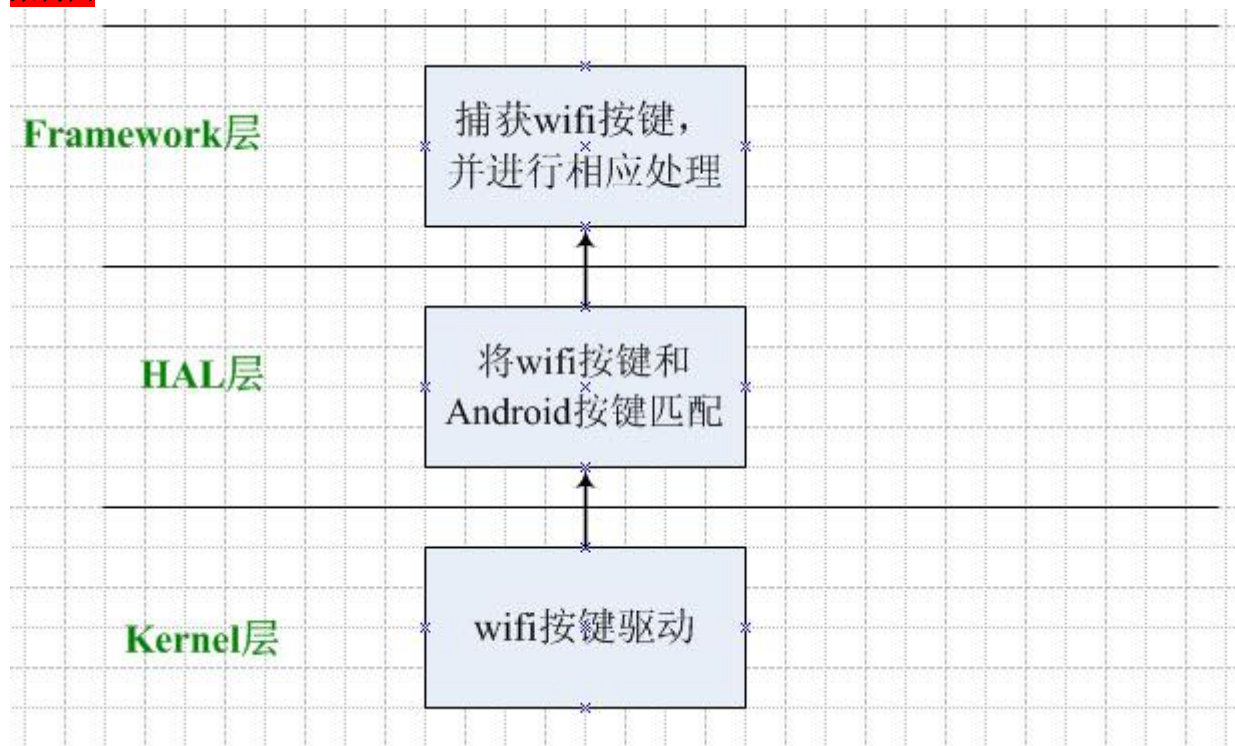 Framework层
捕获wifi按键，
并进行相应处理
HAL层
将wifi按键和
Android按键匹配
Kernel层
wifi按键驱动